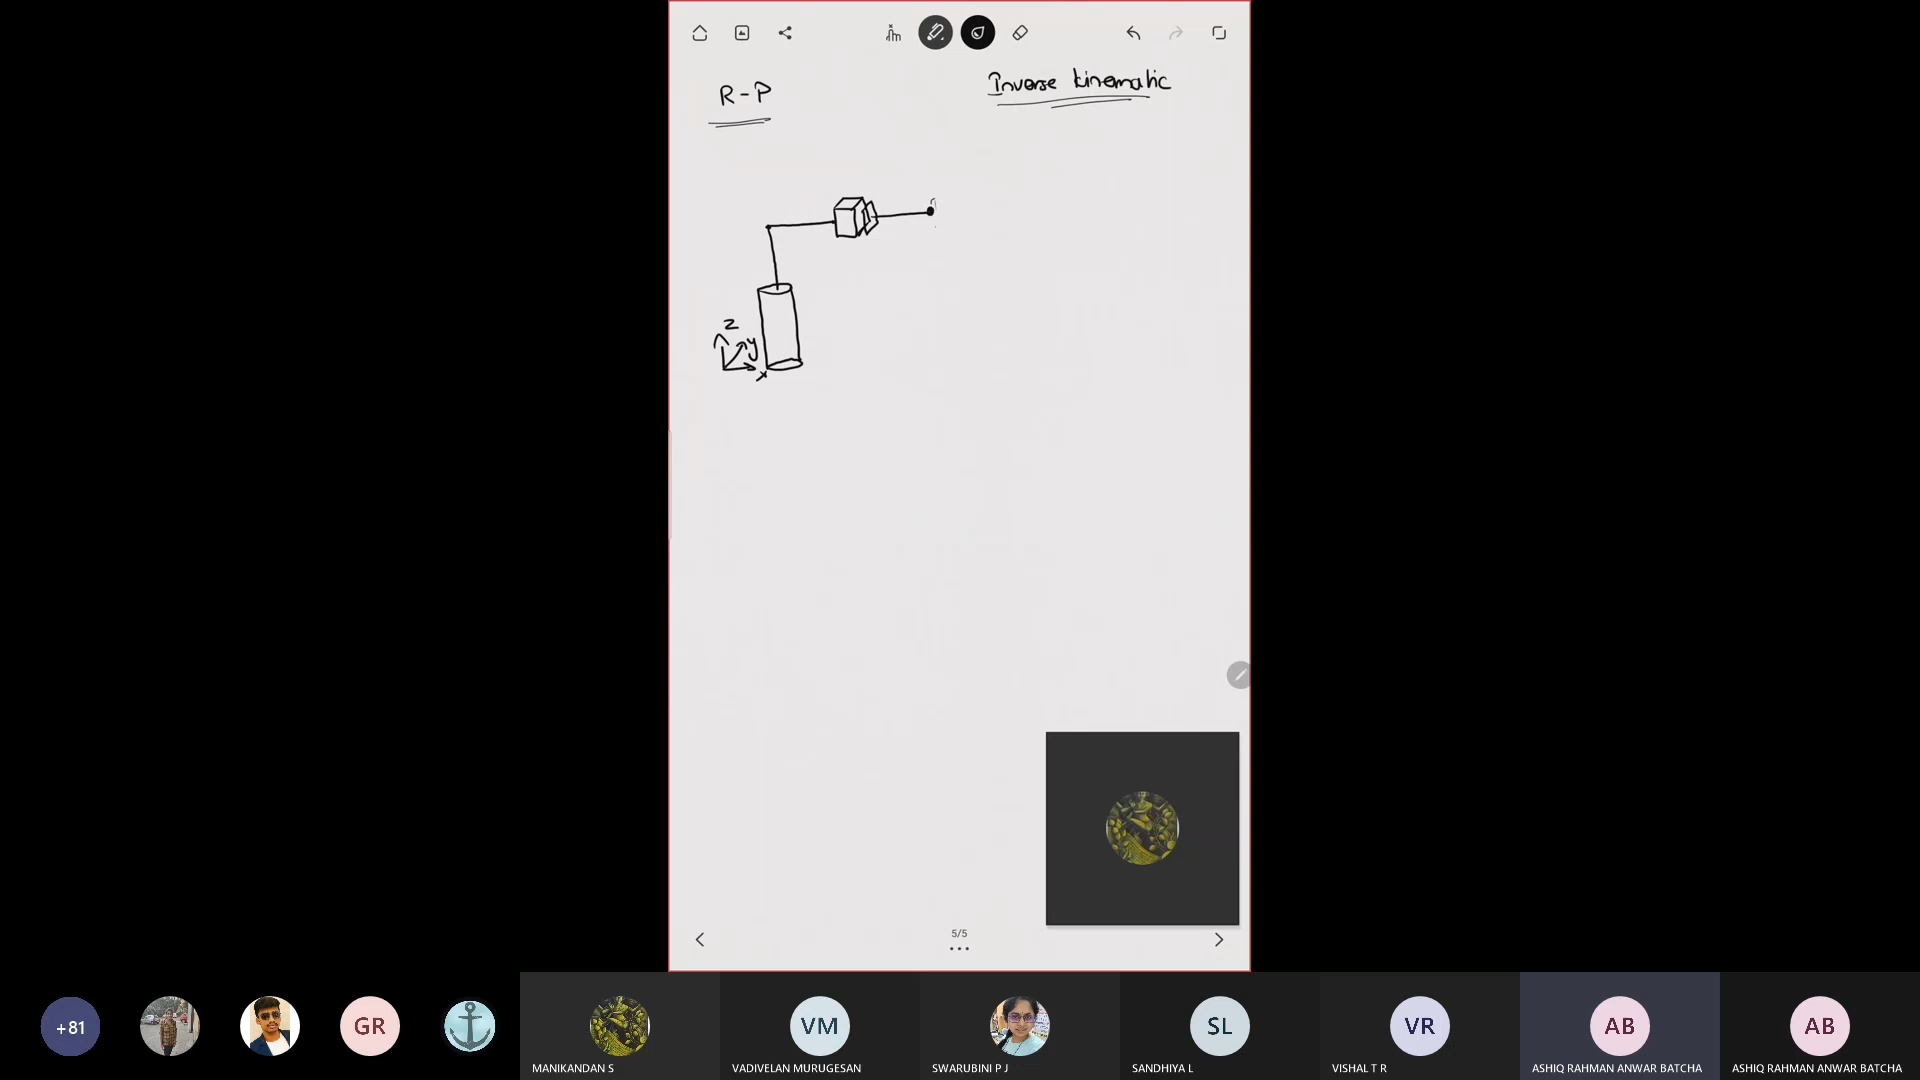 R-P
Inverse kinematic
z
y
x
5/5
+81
GR
VM
SL
VR
AB
AB
MANIKANDAN S
VADIVELAN MURUGESAN
SWARUBINI P J
SANDHIYA L
VISHAL T R
ASHIQ RAHMAN ANWAR BATCHA
ASHIQ RAHMAN ANWAR BATCHA